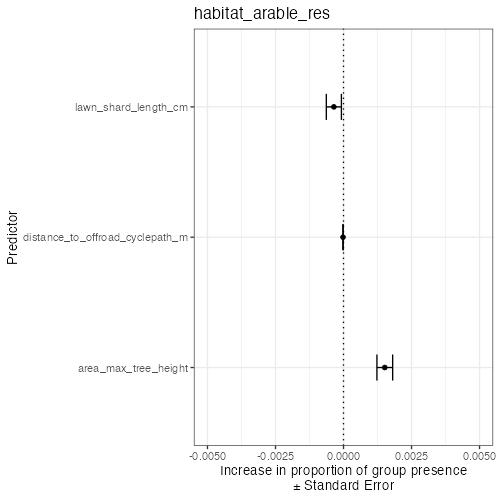 habitat_arable_res
lawn_shard_length_cm
distance_to_offroad_cyclepath_m
area_max_tree_height
Predictor
-0.0050 -0.0025 0.0000 0.0025 0.0050
Increase in proportion of group presence
± Standard Error